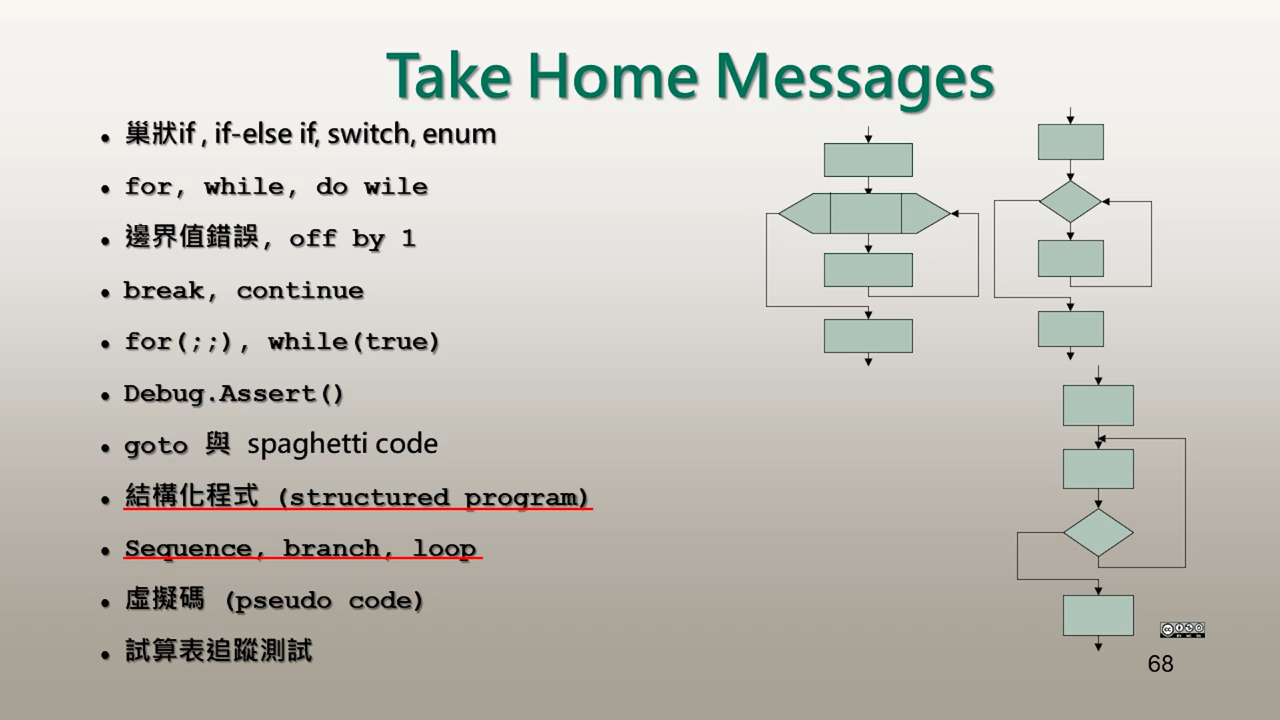 Take Home Messages
巢狀if , if-else if, switch, enum
for, while, do wile
邊界值錯誤, off by 1
break, continue
for(;;), while(true)
Debug.Assert()
goto 與 spaghetti code
結構化程式 (structured program)
Sequence, branch, loop
虛擬碼 (pseudo code)
試算表追蹤測試
68